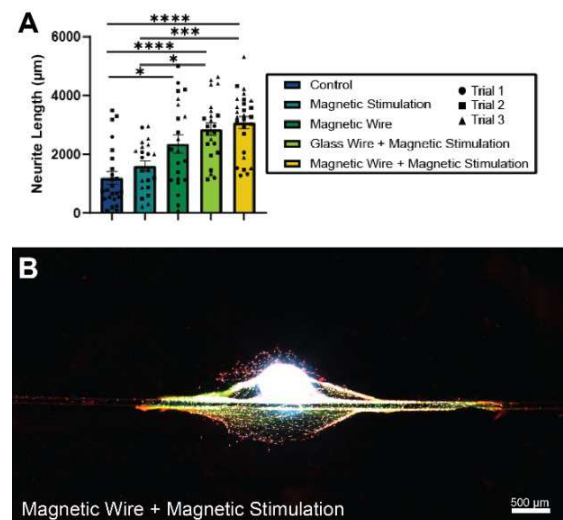 A
****
***
****
*
*
6000
4000
2000
0
Neurite Length (µm)
Control
Magnetic Stimulation
Magnetic Wire
Glass Wire + Magnetic Stimulation
Magnetic Wire + Magnetic Stimulation
Trial 1
Trial 2
Trial 3
B
Magnetic Wire + Magnetic Stimulation
500 µm